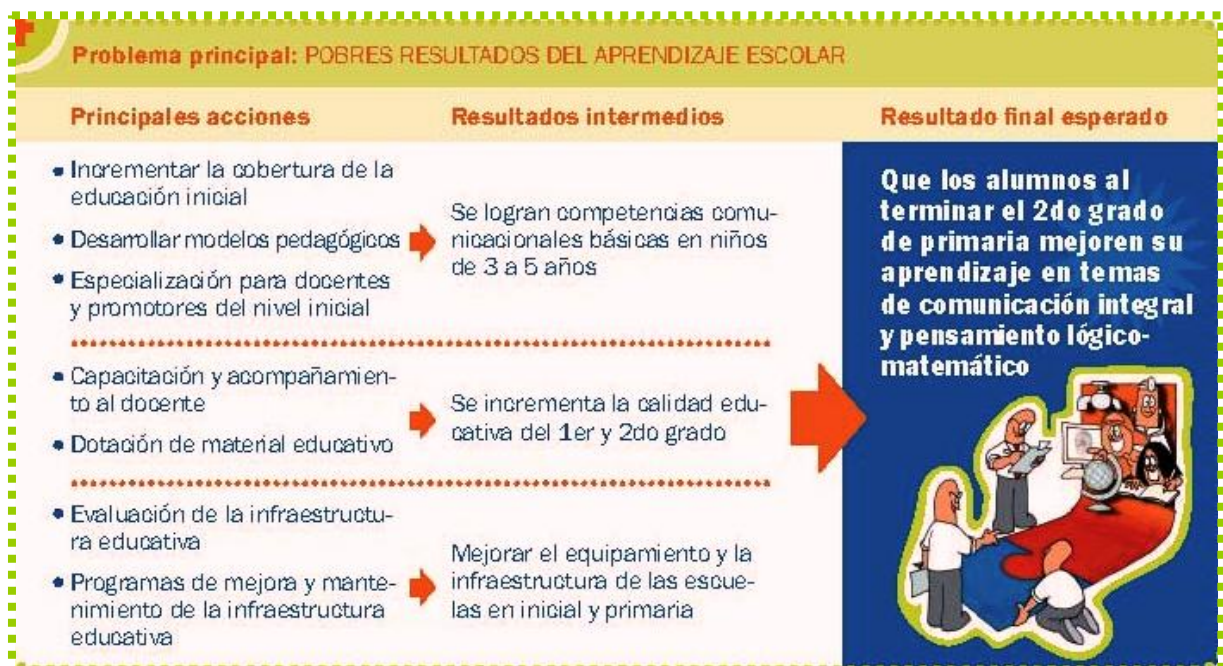 Problema principal: POBRES RESULTADOS DEL APRENDIZAJE ESCOLAR
Principales acciones
Resultados intermedios
Resultado final esperado
• Incrementar la cobertura de la
educación inicial
• Desarrollar modelos pedagógicos
• Especialización para docentes
y promotores del nivel inicial
Se logran competencias comu-
nicacionales básicas en niños
de 3 a 5 años
• Capacitación y acompañamien-
to al docente
• Dotación de material educativo
Se incrementa la calidad edu-
cativa del 1er y 2do grado
• Evaluación de la infraestructu-
ra educativa
• Programas de mejora y mante-
nimiento de la infraestructura
educativa
Mejorar el equipamiento y la
infraestructura de las escue-
las en inicial y primaria
Que los alumnos al
terminar el 2do grado
de primaria mejoren su
aprendizaje en temas
de comunicación integral
y pensamiento lógico-
matemático